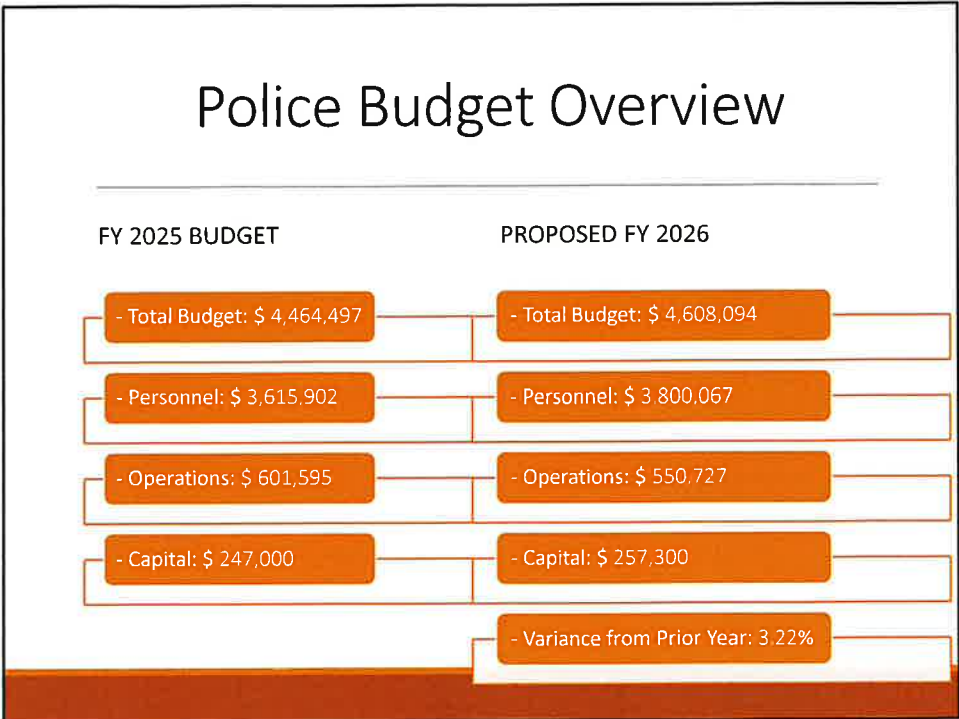 Police Budget Overview
FY 2025 BUDGET
- Total Budget: $ 4,464,497
- Personnel: $ 3,615,902
- Operations: $ 601,595
- Capital: $ 247,000
PROPOSED FY 2026
- Total Budget: $ 4,608,094
- Personnel: $ 3,800,067
- Operations: $ 550,727
- Capital: $ 257,300
- Variance from Prior Year: 3.22%